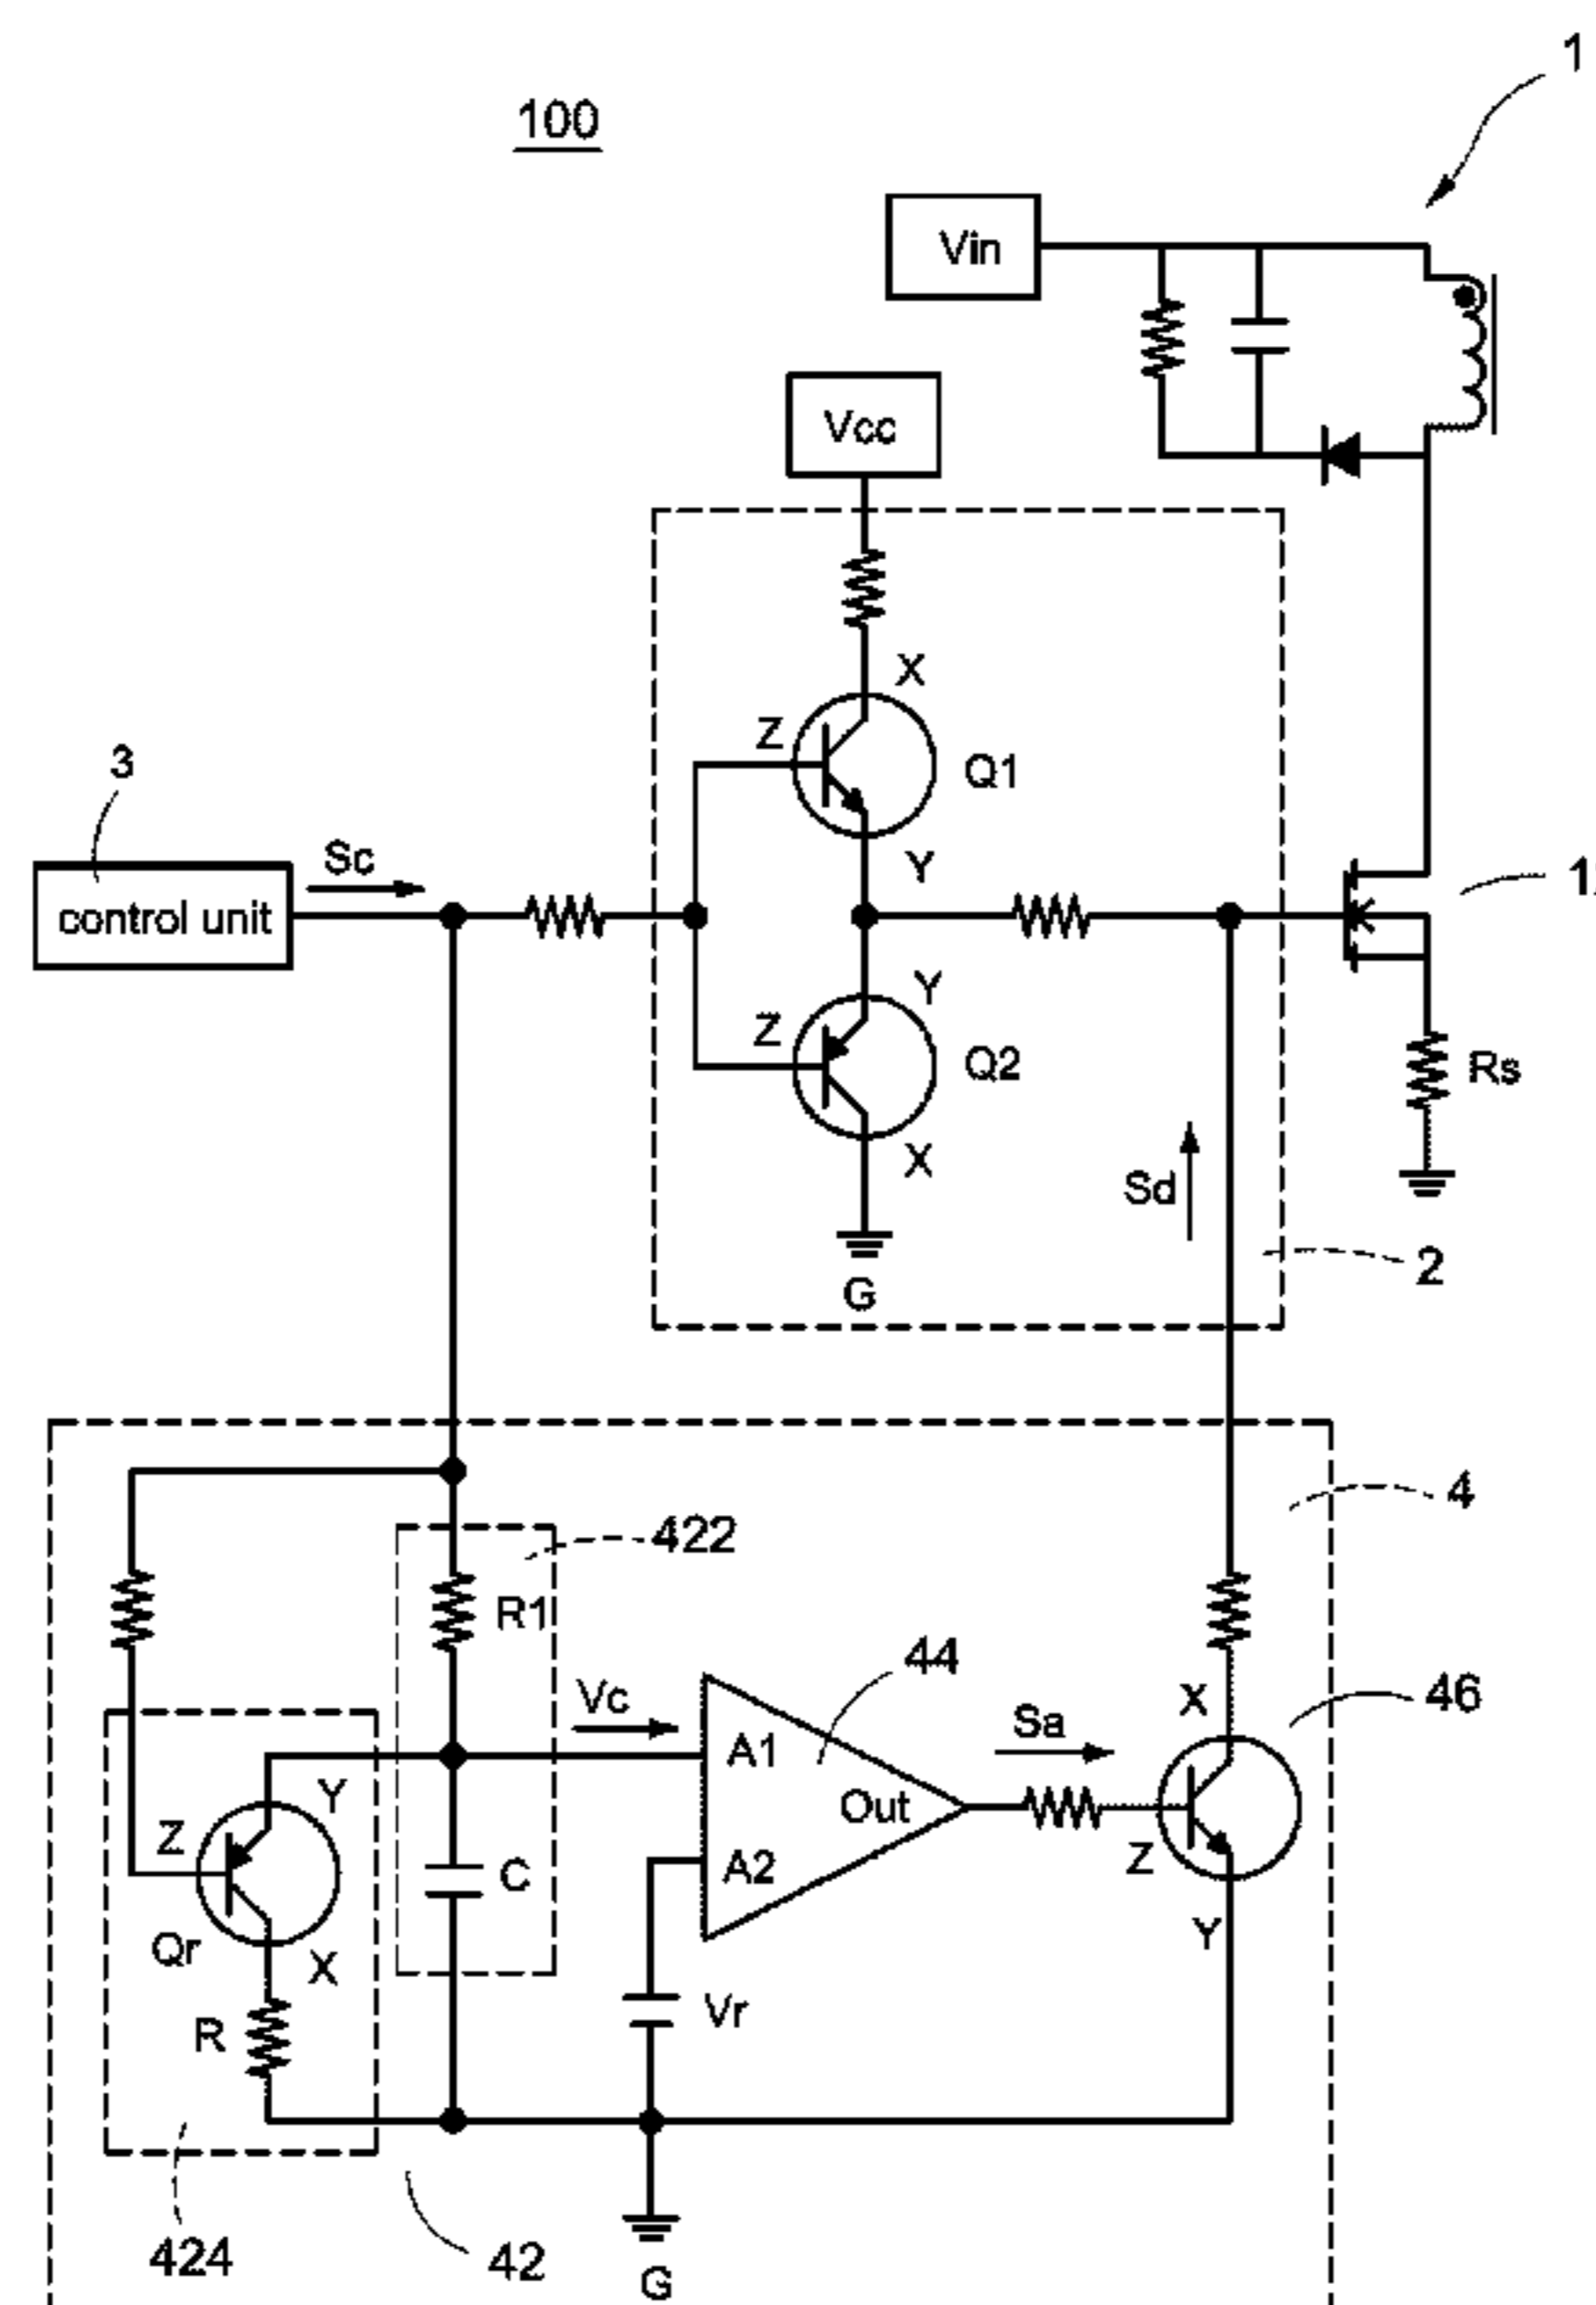 1
100
Vin
Vcc
X
Z
Q1
3
Sc
Y
control unit
Y
Z
Q2
Rs
X
Sd
2
G
4
422
R1
44
Vc
Sa
X
46
A1
Y
Out
Z
A2
C
Z
Qr
X
Y
Vr
R
424
42
G